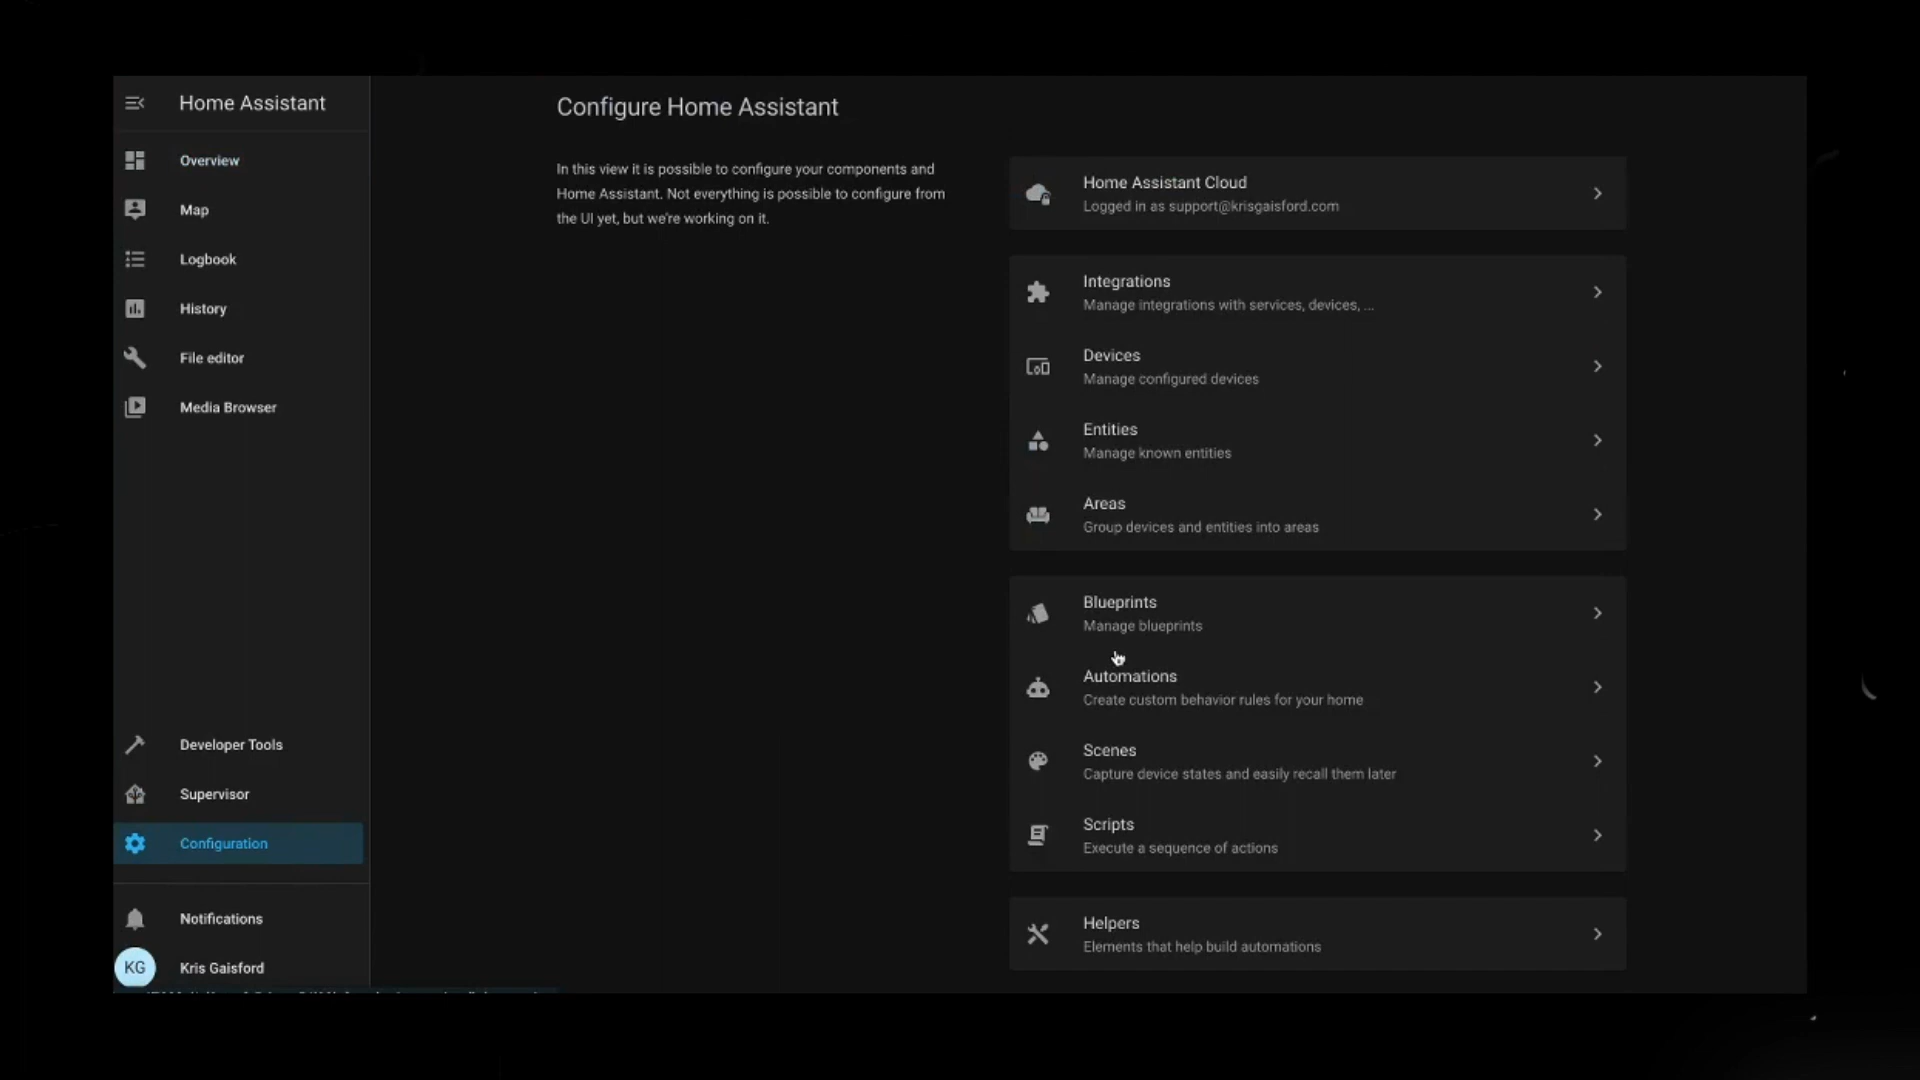 Home Assistant
Overview
Map
Logbook
History
File editor
Media Browser
Developer Tools
Supervisor
Configuration
Notifications
KG
Kris Gaisford
Configure Home Assistant
In this view it is possible to configure your components and
Home Assistant. Not everything is possible to configure from
the UI yet, but we're working on it.
Home Assistant Cloud
Logged in as support@krisgaisford.com
Integrations
Manage integrations with services, devices, ...
Devices
Manage configured devices
Entities
Manage known entities
Areas
Group devices and entities into areas
Blueprints
Manage blueprints
Automations
Create custom behavior rules for your home
Scenes
Capture device states and easily recall them later
Scripts
Execute a sequence of actions
Helpers
Elements that help build automations